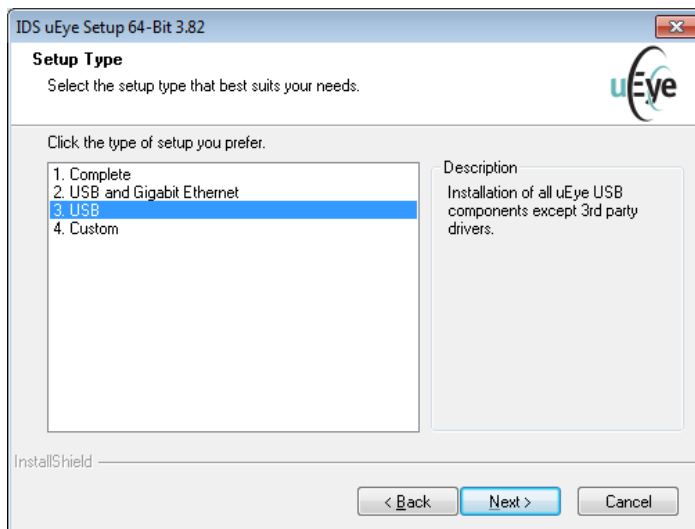 IDS uEye Setup 64-Bit 3.82
Setup Type
Select the setup type that best suits your needs.
uEye
Click the type of setup you prefer.
1. Complete
2. USB and Gigabit Ethernet
3. USB
4. Custom
Description
Installation of all uEye USB
components except 3rd party
drivers.
InstallShield
< Back
Next >
Cancel